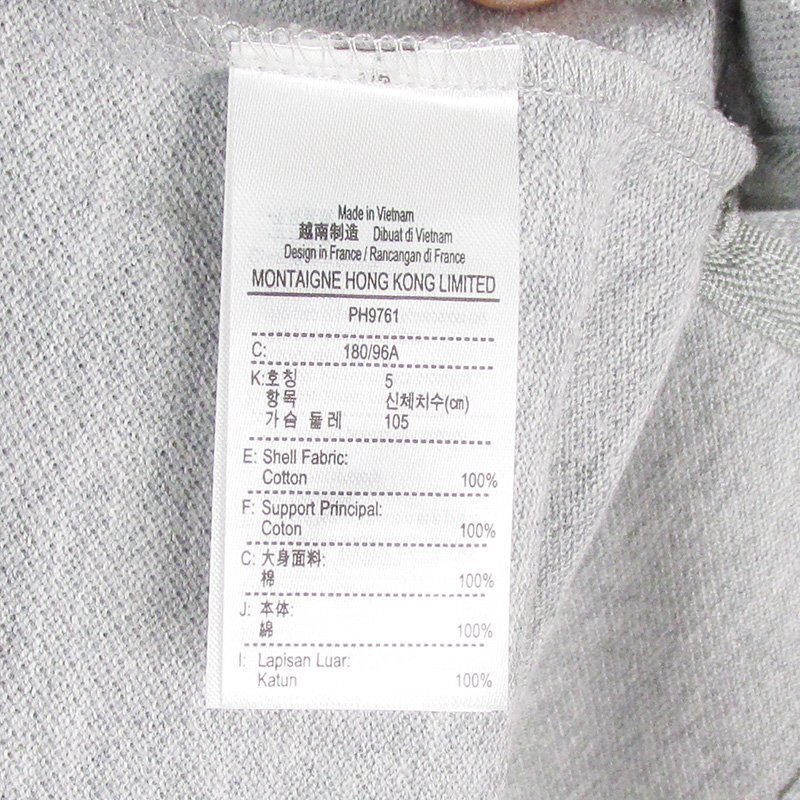 Made in Vietnam
越南制造 Dibuat di Vietnam
Design in France / Rancangan di France
MONTAIGNE HONG KONG LIMITED
PH9761
C: 180/96A
K:호칭 5
항목 신체치수(㎝)
가슴 둘레 105
E: Shell Fabric:
Cotton 100%
F: Support Principal:
Coton 100%
C: 大身面料:
棉 100%
J: 本体:
綿 100%
I: Lapisan Luar:
Katun 100%